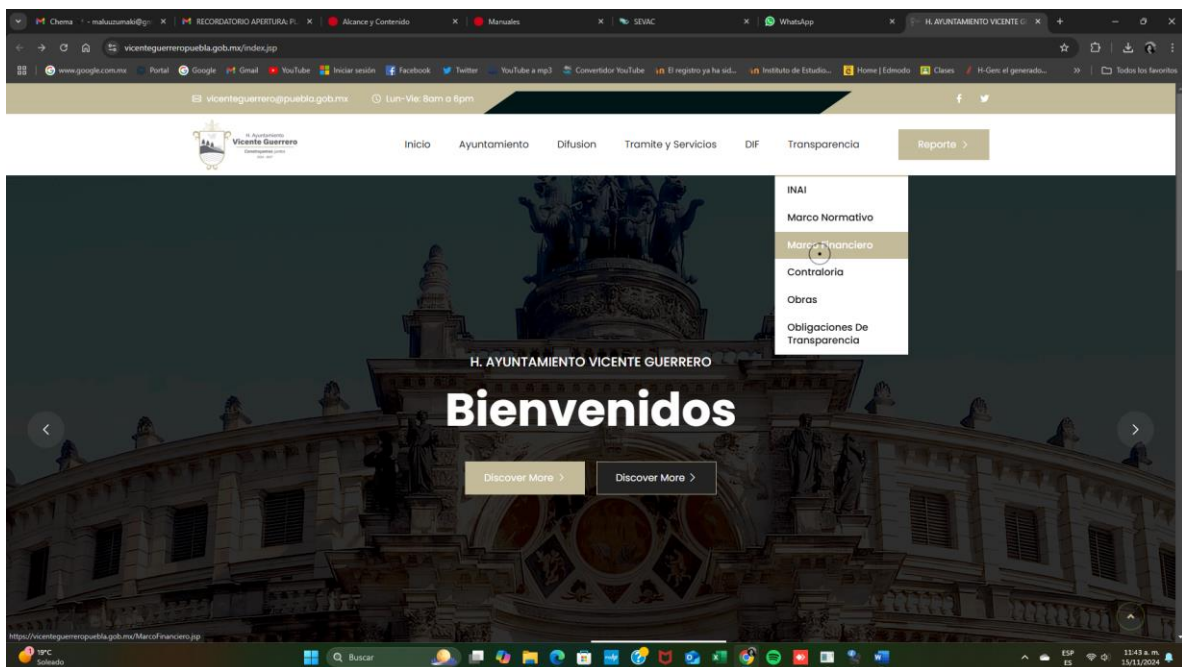 Chema
- maluuzumaki@g
RECORDATORIO APERTURA: PL
Alcance y Contenido
Manuales
SEVAC
WhatsApp
H. AYUNTAMIENTO VICENTE G
vicenteguerreropuebla.gob.mx/index.jsp
www.google.com.mx
Portal
Google
Gmail
YouTube
Iniciar sesión
Facebook
Twitter
YouTube a mp3
Convertidor YouTube
El registro ya ha sid...
Instituto de Estudio...
Home | Edmodo
Clases
H-Gen: el generado...
Todos los favoritos
vicenteguerrero@puebla.gob.mx
Lun-Vie: 8am a 6pm
H. Ayuntamiento
Vicente Guerrero
Inicio
Ayuntamiento
Difusion
Tramite y Servicios
DIF
Transparencia
Reporte >
INAI
Marco Normativo
Marco Financiero
Contraloria
Obras
Obligaciones De
Transparencia
H. AYUNTAMIENTO VICENTE GUERRERO
Bienvenidos
Discover More >
Discover More >
https://vicenteguerreropuebla.gob.mx/MarcoFinanciero.jsp
19°C
Soleado
Buscar
ESP
ES
11:43 a. m.
15/11/2024